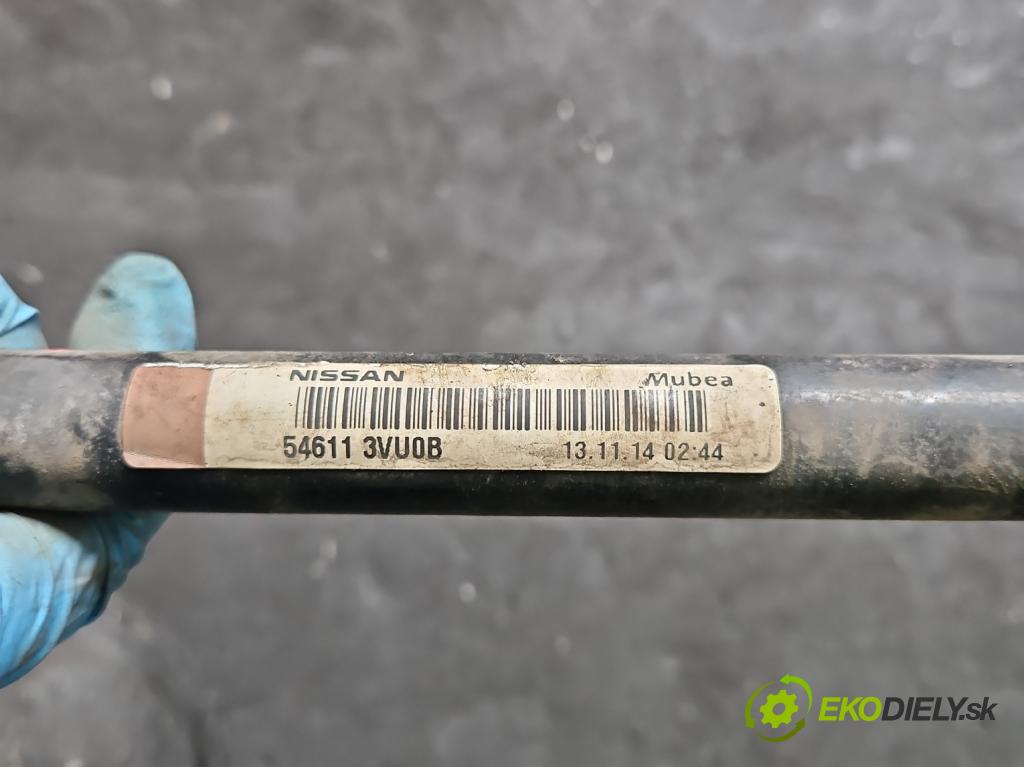 NISSAN Mubea
54611 3VU0B 13.11.14 02:44
EKODIELY.sk